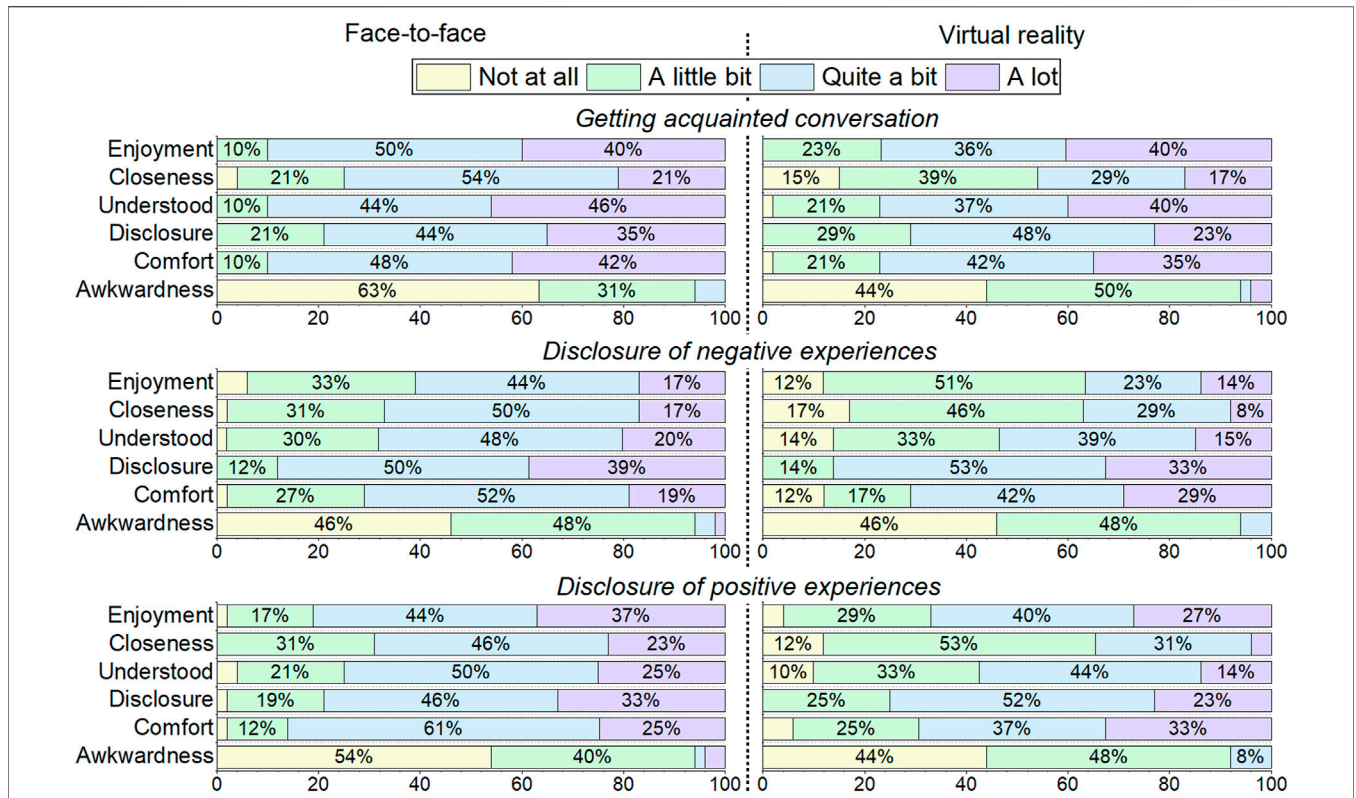 Face-to-face Virtual reality
Not at all A little bit Quite a bit A lot
Getting acquainted conversation
Enjoyment 10% 50% 40% 23% 36% 40%
Closeness 21% 54% 21% 15% 39% 29% 17%
Understood 10% 44% 46% 21% 37% 40%
Disclosure 21% 44% 35% 29% 48% 23%
Comfort 10% 48% 42% 21% 42% 35%
Awkwardness 63% 31% 44% 50%
0 20 40 60 80 100 0 20 40 60 80 100
Disclosure of negative experiences
Enjoyment 33% 44% 17% 12% 51% 23% 14%
Closeness 31% 50% 17% 17% 46% 29% 8%
Understood 30% 48% 20% 14% 33% 39% 15%
Disclosure 12% 50% 39% 14% 53% 33%
Comfort 27% 52% 19% 12% 17% 42% 29%
Awkwardness 46% 48% 46% 48%
0 20 40 60 80 100 0 20 40 60 80 100
Disclosure of positive experiences
Enjoyment 17% 44% 37% 29% 40% 27%
Closeness 31% 46% 23% 12% 53% 31%
Understood 21% 50% 25% 10% 33% 44% 14%
Disclosure 19% 46% 33% 25% 52% 23%
Comfort 12% 61% 25% 25% 37% 33%
Awkwardness 54% 40% 44% 48% 8%
0 20 40 60 80 100 0 20 40 60 80 100